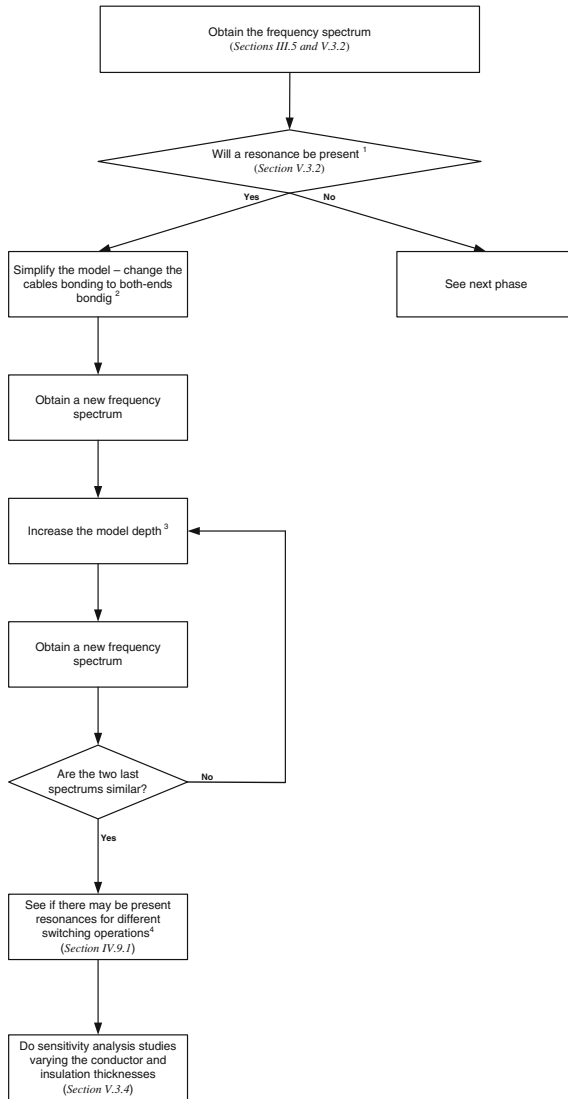 Obtain the frequency spectrum
(Sections III.5 and V.3.2)
Will a resonance be present 1
(Section V.3.2)
Yes
No
Simplify the model – change the
cables bonding to both-ends
bondig 2
See next phase
Obtain a new frequency
spectrum
Increase the model depth 3
Obtain a new frequency
spectrum
Are the two last
spectrums similar?
No
Yes
See if there may be present
resonances for different
switching operations4
(Section IV.9.1)
Do sensitivity analysis studies
varying the conductor and
insulation thicknesses
(Section V.3.4)